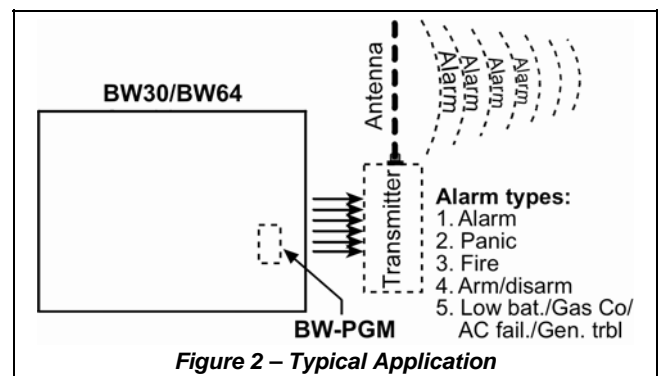 BW30/BW64
BW-PGM
Antenna
Transmitter
Alarm
Alarm
Alarm
Alarm
Alarm types:
1. Alarm
2. Panic
3. Fire
4. Arm/disarm
5. Low bat./Gas Co/
AC fail./Gen. trbl
Figure 2 – Typical Application